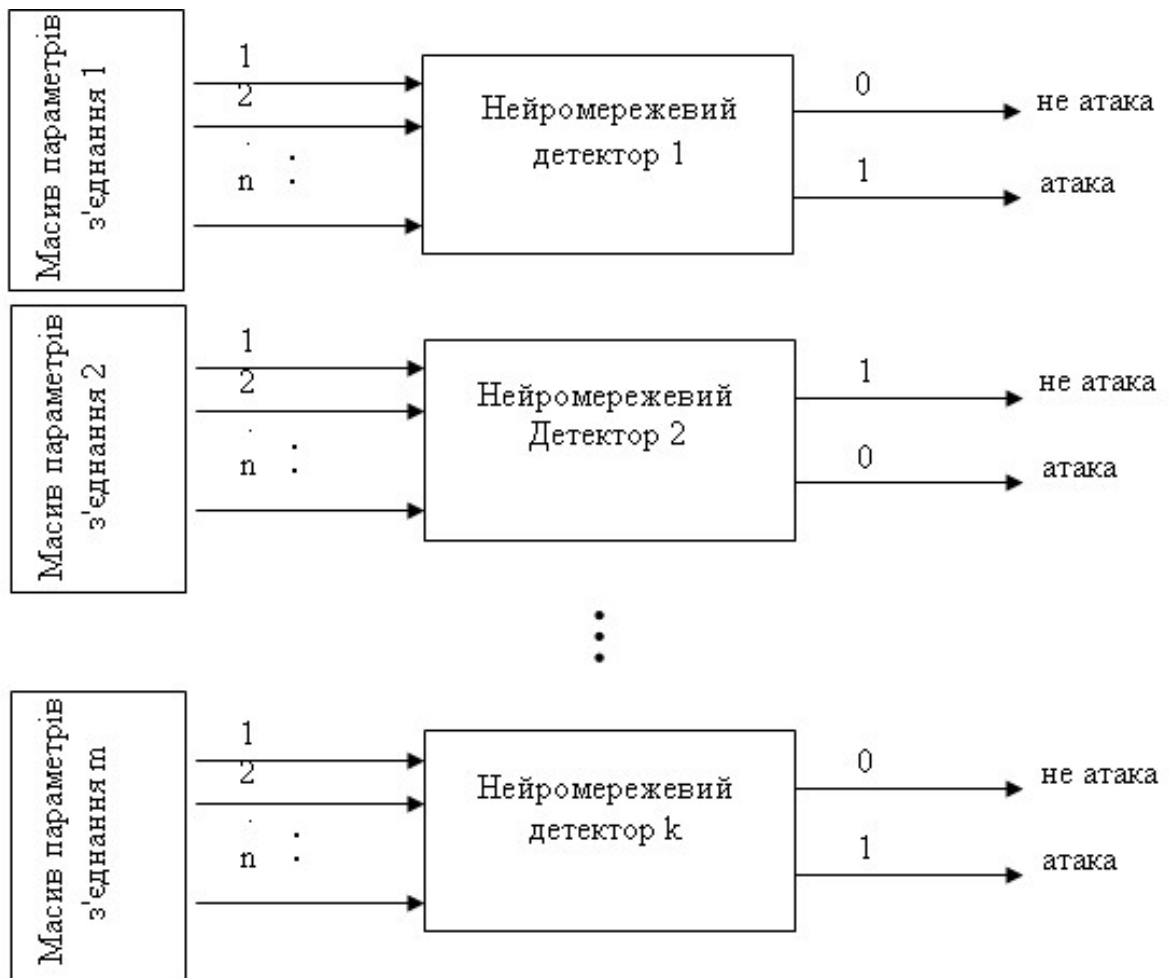 Масив параметрів
з'єднання 1
1
2
n
Нейромережевий
детектор 1
0
не атака
1
атака
Масив параметрів
з'єднання 2
1
2
n
Нейромережевий
Детектор 2
1
не атака
0
атака
Масив параметрів
з'єднання m
1
2
n
Нейромережевий
детектор k
0
не атака
1
атака